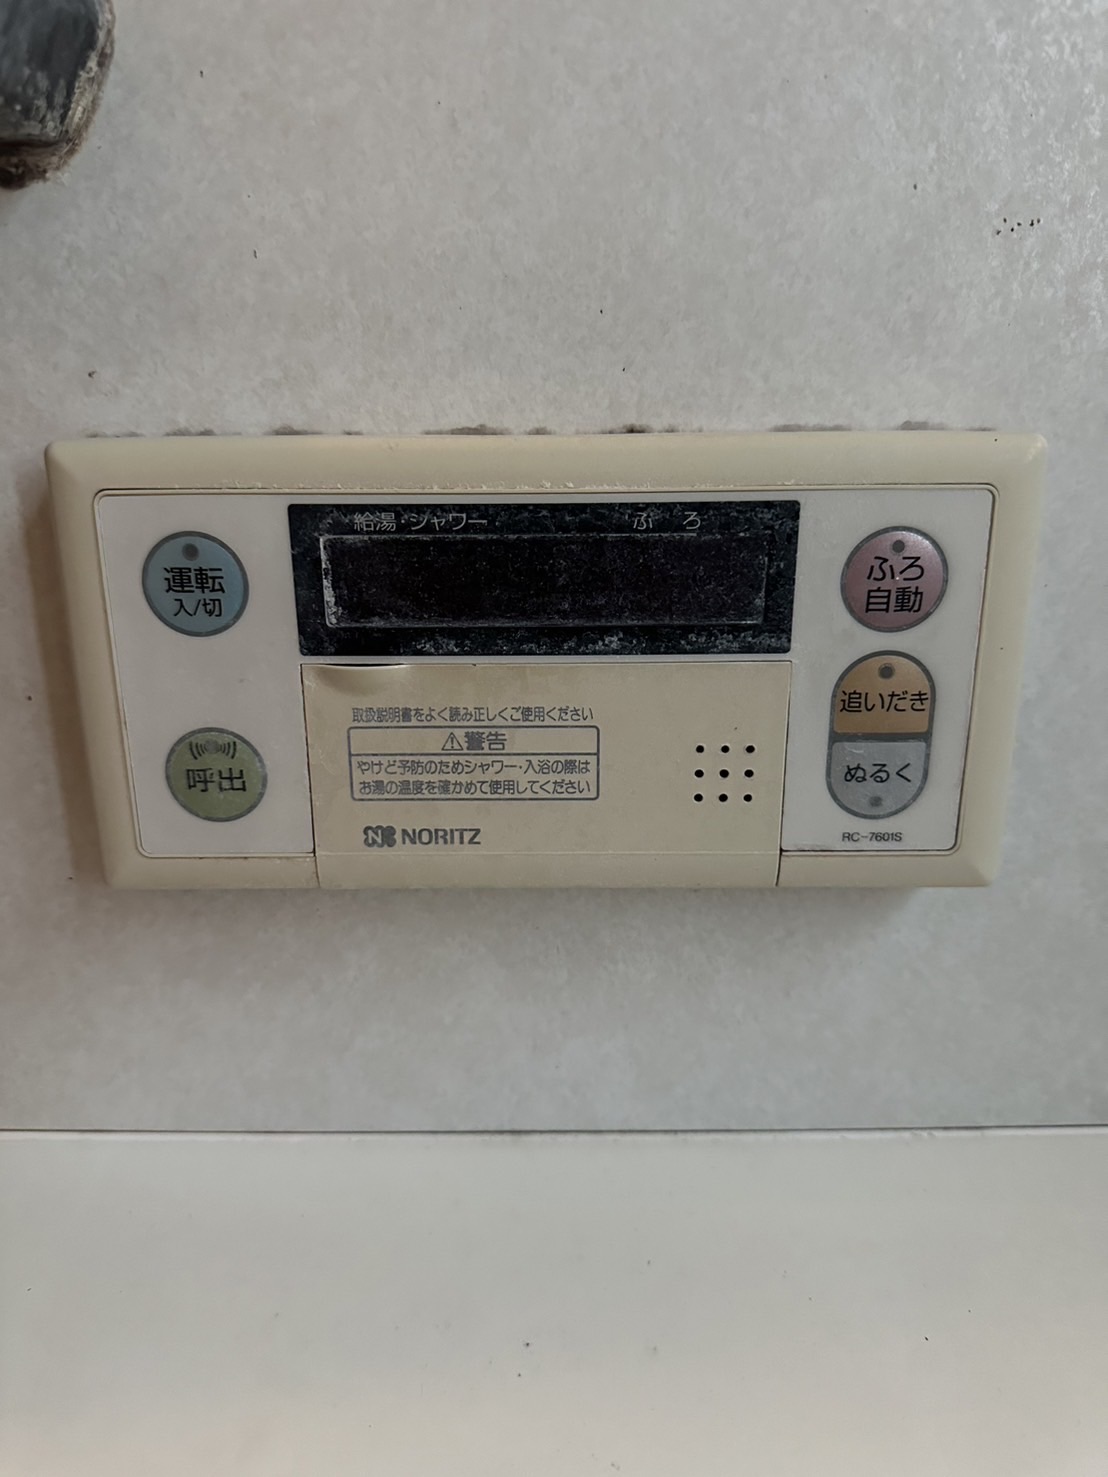 給湯・シャワー
ふろ
運転
入/切
ふろ
自動
追いだき
ぬるく
呼出
取扱説明書をよく読み正しくご使用ください
⚠警告
やけど予防のためシャワー・入浴の際は
お湯の温度を確かめて使用してください
NORITZ
RC-7601S